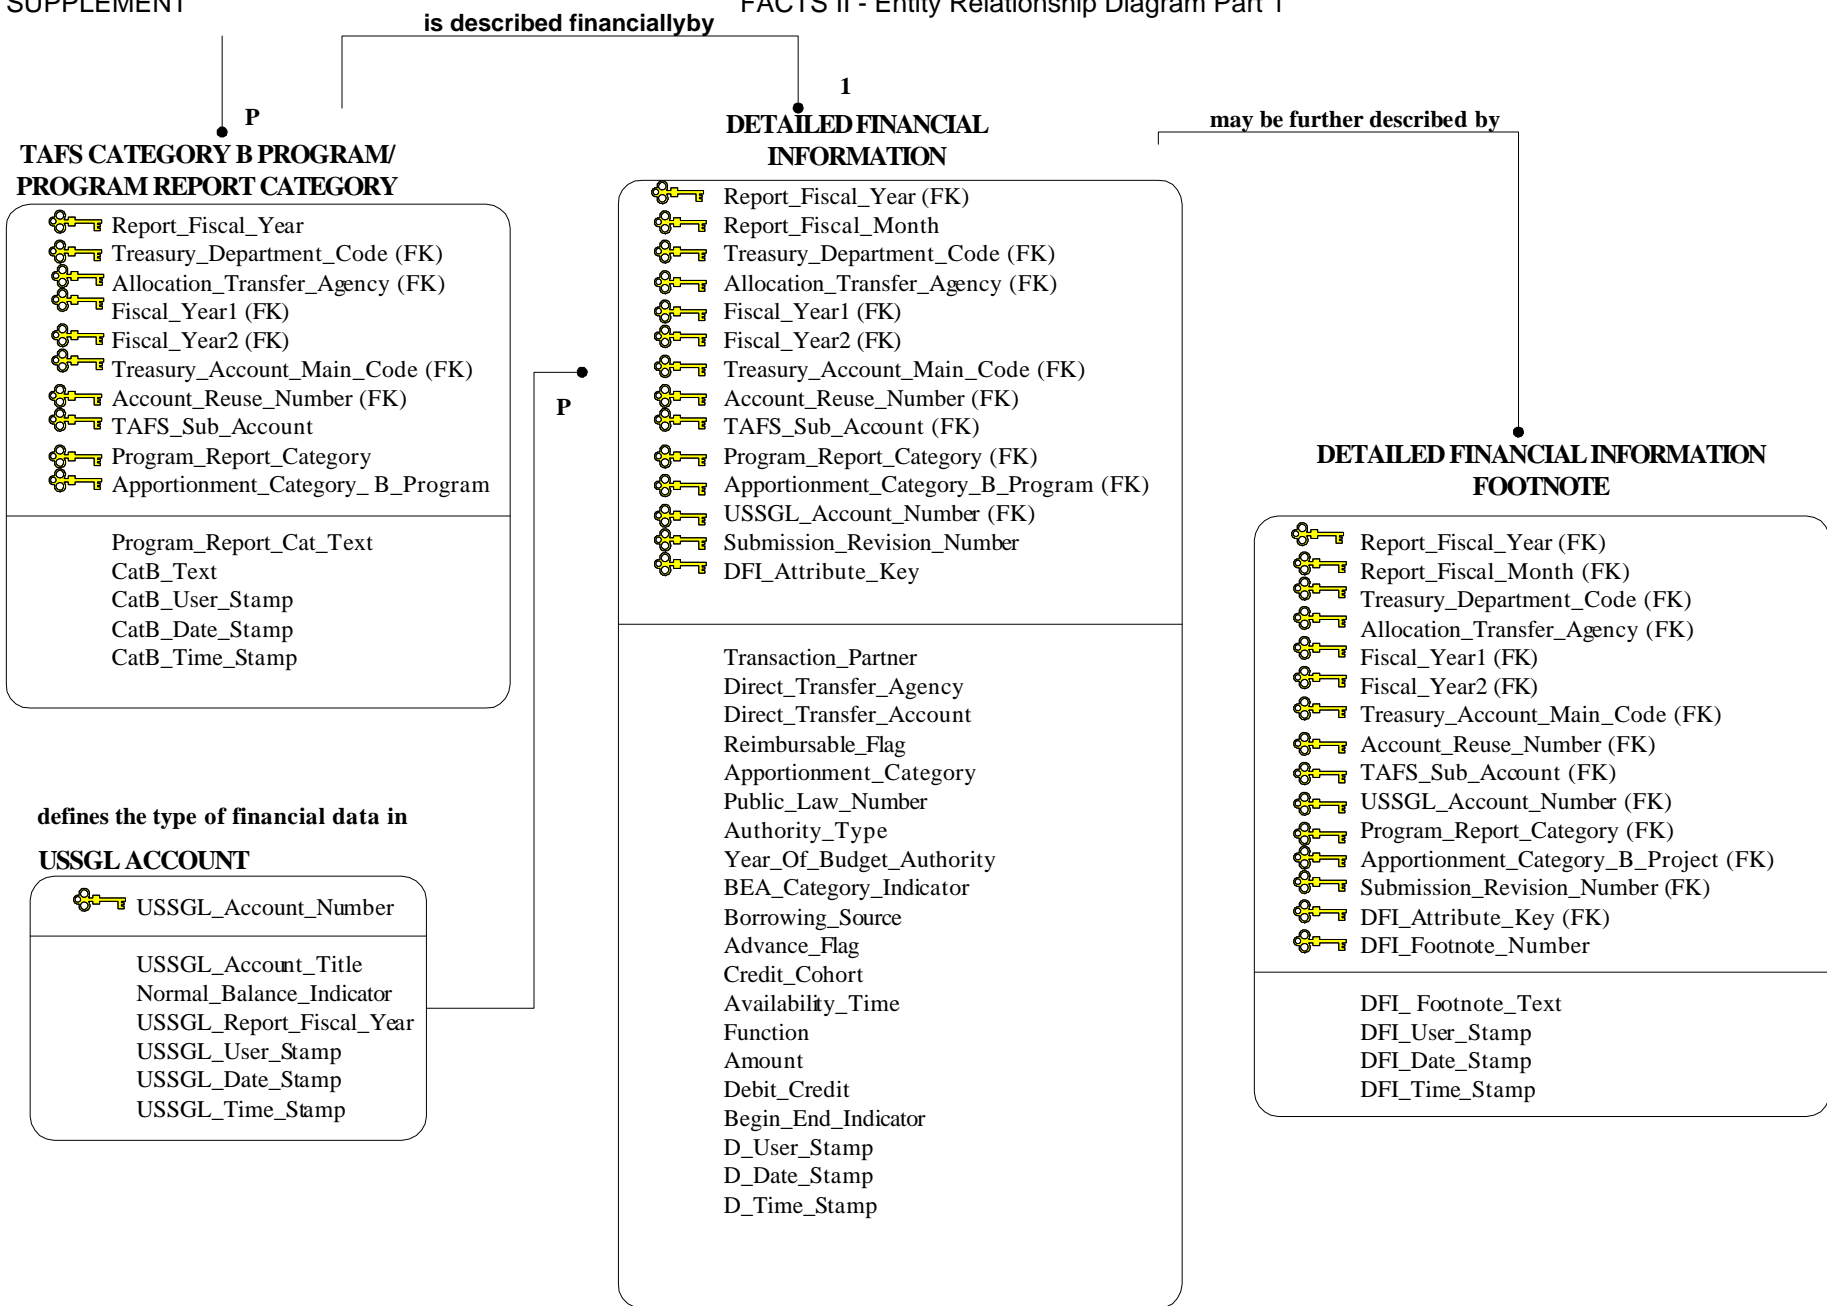 SUPPLEMENT
FACTS II - Entity Relationship Diagram Part 1
is described financiallyby
P
TAFS CATEGORY B PROGRAM/
PROGRAM REPORT CATEGORY
Report_Fiscal_Year
Treasury_Department_Code (FK)
Allocation_Transfer_Agency (FK)
Fiscal_Year1 (FK)
Fiscal_Year2 (FK)
Treasury_Account_Main_Code (FK)
Account_Reuse_Number (FK)
TAFS_Sub_Account
Program_Report_Category
Apportionment_Category_ B_Program
Program_Report_Cat_Text
CatB_Text
CatB_User_Stamp
CatB_Date_Stamp
CatB_Time_Stamp
defines the type of financial data in
USSGL ACCOUNT
USSGL_Account_Number
USSGL_Account_Title
Normal_Balance_Indicator
USSGL_Report_Fiscal_Year
USSGL_User_Stamp
USSGL_Date_Stamp
USSGL_Time_Stamp
P
1
DETAILED FINANCIAL
INFORMATION
Report_Fiscal_Year (FK)
Report_Fiscal_Month
Treasury_Department_Code (FK)
Allocation_Transfer_Agency (FK)
Fiscal_Year1 (FK)
Fiscal_Year2 (FK)
Treasury_Account_Main_Code (FK)
Account_Reuse_Number (FK)
TAFS_Sub_Account (FK)
Program_Report_Category (FK)
Apportionment_Category_B_Program (FK)
USSGL_Account_Number (FK)
Submission_Revision_Number
DFI_Attribute_Key
Transaction_Partner
Direct_Transfer_Agency
Direct_Transfer_Account
Reimbursable_Flag
Apportionment_Category
Public_Law_Number
Authority_Type
Year_Of_Budget_Authority
BEA_Category_Indicator
Borrowing_Source
Advance_Flag
Credit_Cohort
Availability_Time
Function
Amount
Debit_Credit
Begin_End_Indicator
D_User_Stamp
D_Date_Stamp
D_Time_Stamp
may be further described by
DETAILED FINANCIAL INFORMATION
FOOTNOTE
Report_Fiscal_Year (FK)
Report_Fiscal_Month (FK)
Treasury_Department_Code (FK)
Allocation_Transfer_Agency (FK)
Fiscal_Year1 (FK)
Fiscal_Year2 (FK)
Treasury_Account_Main_Code (FK)
Account_Reuse_Number (FK)
TAFS_Sub_Account (FK)
USSGL_Account_Number (FK)
Program_Report_Category (FK)
Apportionment_Category_B_Project (FK)
Submission_Revision_Number (FK)
DFI_Attribute_Key (FK)
DFI_Footnote_Number
DFI_ Footnote_Text
DFI_User_Stamp
DFI_Date_Stamp
DFI_Time_Stamp